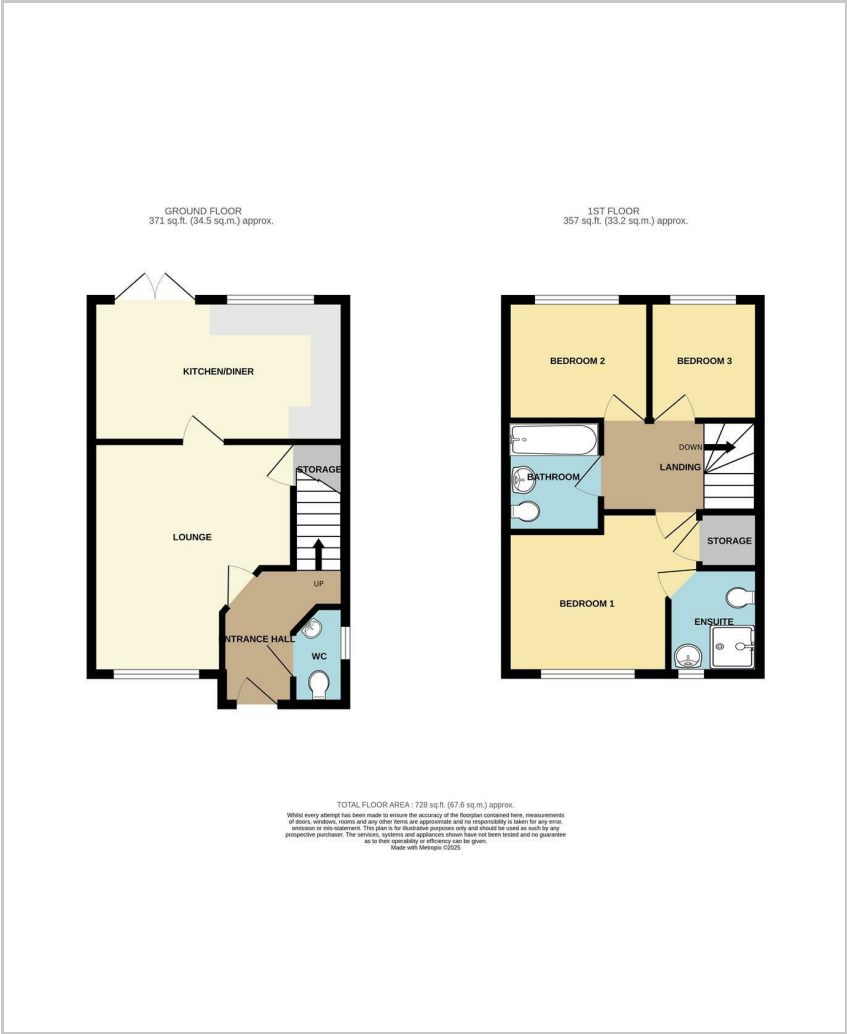 GROUND FLOOR
371 sq.ft. (34.5 sq.m.) approx.
KITCHEN/DINER
STORAGE
LOUNGE
UP
ENTRANCE HALL
WC
1ST FLOOR
357 sq.ft. (33.2 sq.m.) approx.
BEDROOM 2
BEDROOM 3
DOWN
LANDING
BATHROOM
STORAGE
BEDROOM 1
ENSUITE
TOTAL FLOOR AREA : 728 sq.ft. (67.6 sq.m.) approx.
Whilst every attempt has been made to ensure the accuracy of the floorplan contained here, measurements
of doors, windows, rooms and any other items are approximate and no responsibility is taken for any error,
omission or mis-statement. This plan is for illustrative purposes only and should be used as such by any
prospective purchaser. The services, systems and appliances shown have not been tested and no guarantee
as to their operability or efficiency can be given.
Made with Metropix ©2025